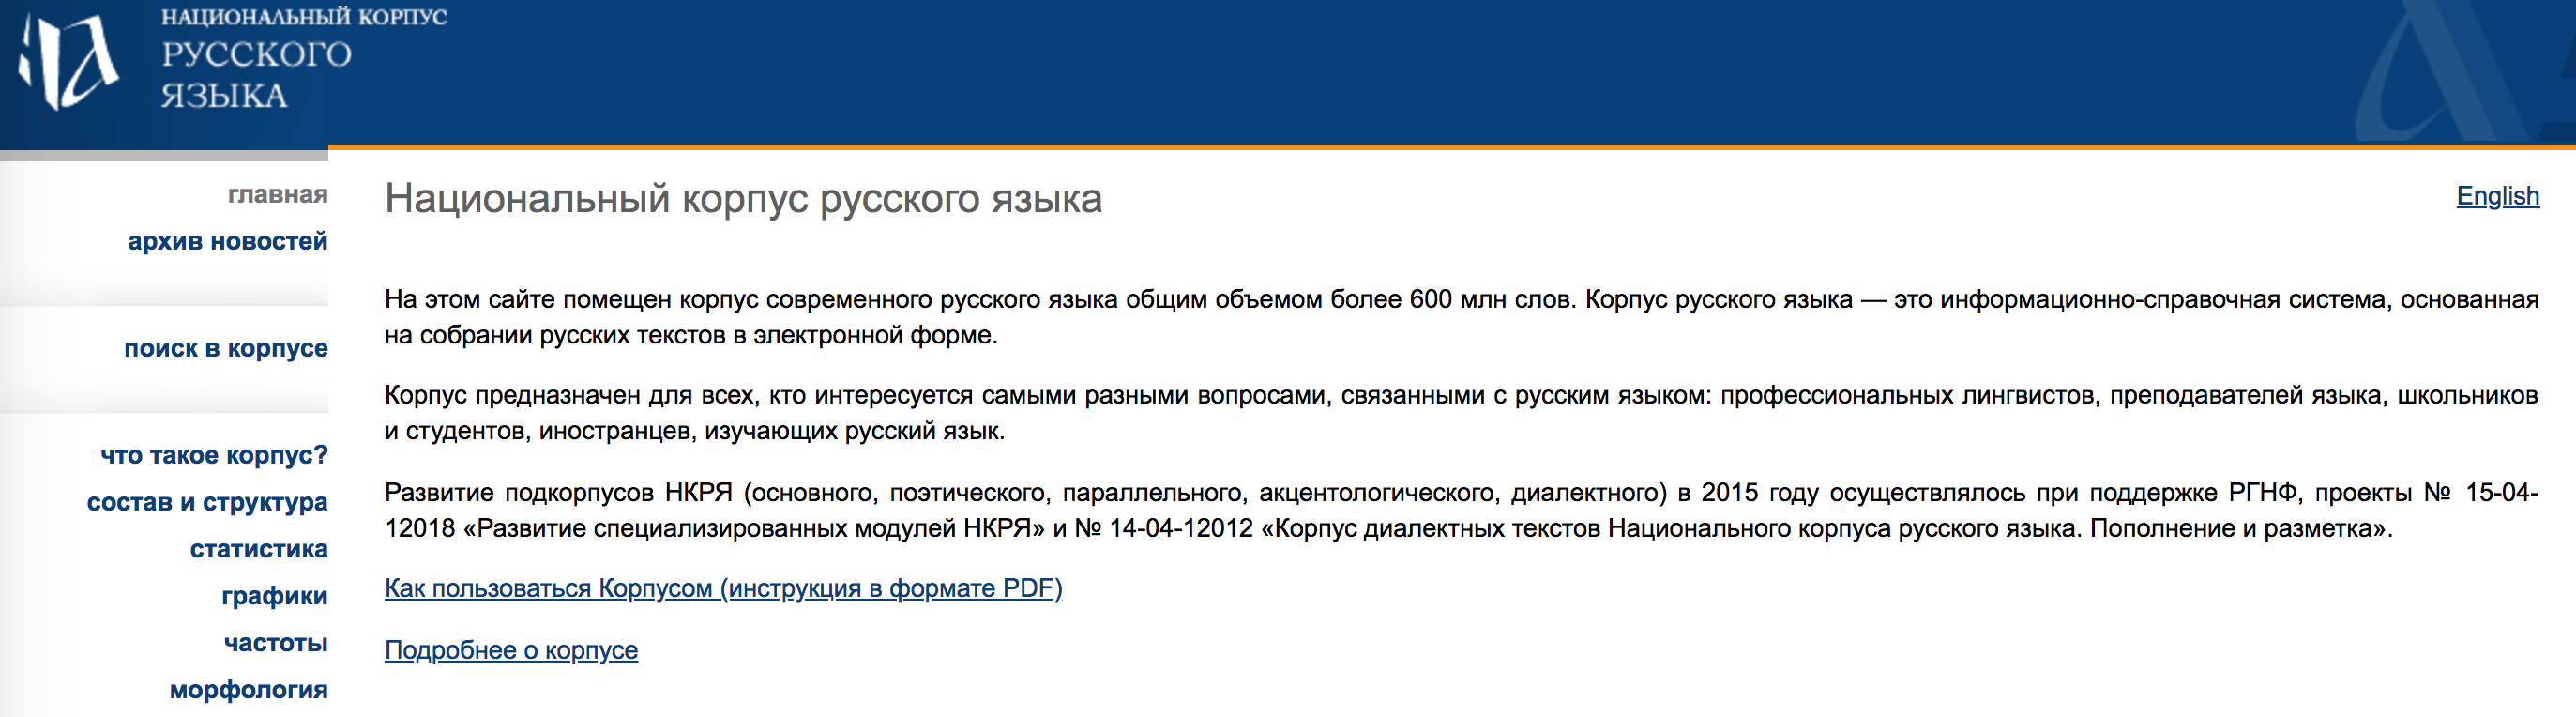 НАЦИОНАЛЬНЫЙ КОРПУС
РУССКОГО
ЯЗЫКА
главная
архив новостей
поиск в корпусе
что такое корпус?
состав и структура
статистика
графики
частоты
морфология
Национальный корпус русского языка
English
На этом сайте помещен корпус современного русского языка общим объемом более 600 млн слов. Корпус русского языка — это информационно-справочная система, основанная
на собрании русских текстов в электронной форме.
Корпус предназначен для всех, кто интересуется самыми разными вопросами, связанными с русским языком: профессиональных лингвистов, преподавателей языка, школьников
и студентов, иностранцев, изучающих русский язык.
Развитие подкорпусов НКРЯ (основного, поэтического, параллельного, акцентологического, диалектного) в 2015 году осуществлялось при поддержке РГНФ, проекты № 15-04-
12018 «Развитие специализированных модулей НКРЯ» и № 14-04-12012 «Корпус диалектных текстов Национального корпуса русского языка. Пополнение и разметка».
Как пользоваться Корпусом (инструкция в формате PDF)
Подробнее о корпусе